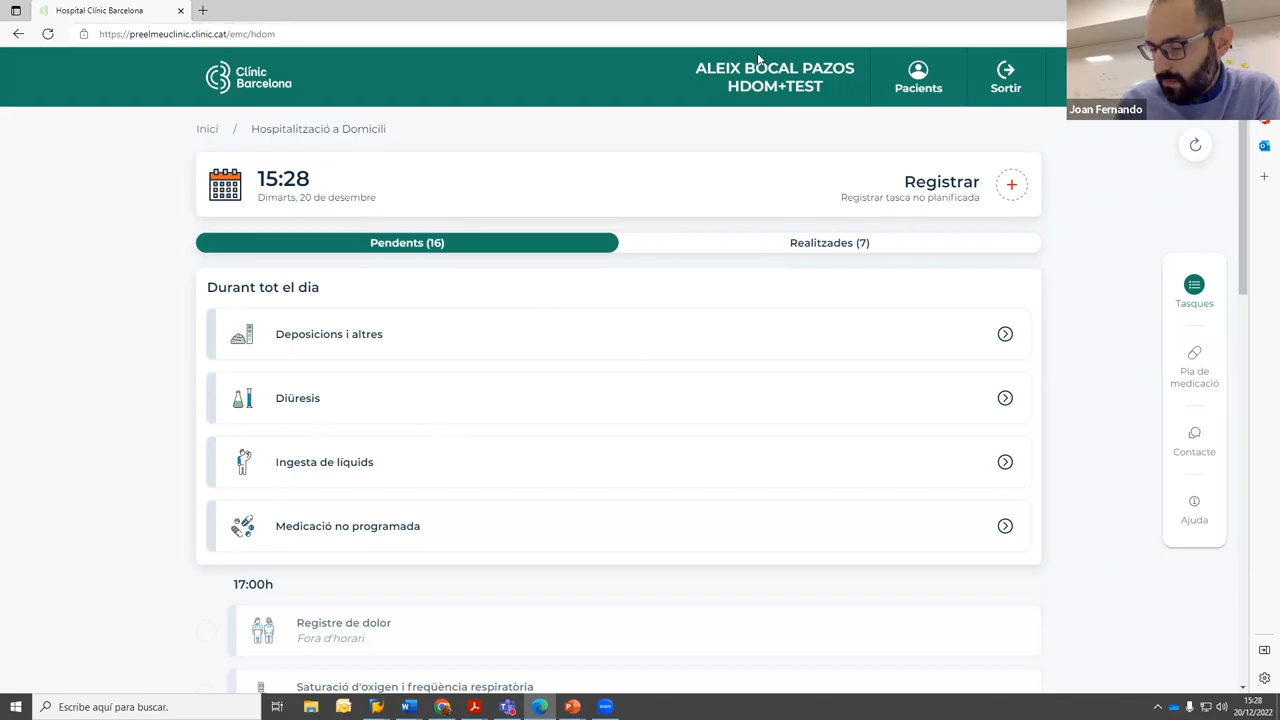 Hospital Clínic Barcelona
https://preelmeuclinic.clinic.cat/emc/hdom
Clínic
Barcelona
ALEIX BOCAL PAZOS
HDOM+TEST
Pacients
Sortir
Joan Fernando
Inici / Hospitalització a Domicili
15:28
Dimarts, 20 de desembre
Registrar
Registrar tasca no planificada
Pendents (16)
Realitzades (7)
Durant tot el dia
Deposicions i altres
Diüresis
Ingesta de líquids
Medicació no programada
17:00h
Registre de dolor
Fora d'horari
Saturació d'oxigen i freqüència respiratòria
Tasques
Pla de
medicació
Contacte
Ajuda
Escribe aquí para buscar.
15:28
20/12/2022